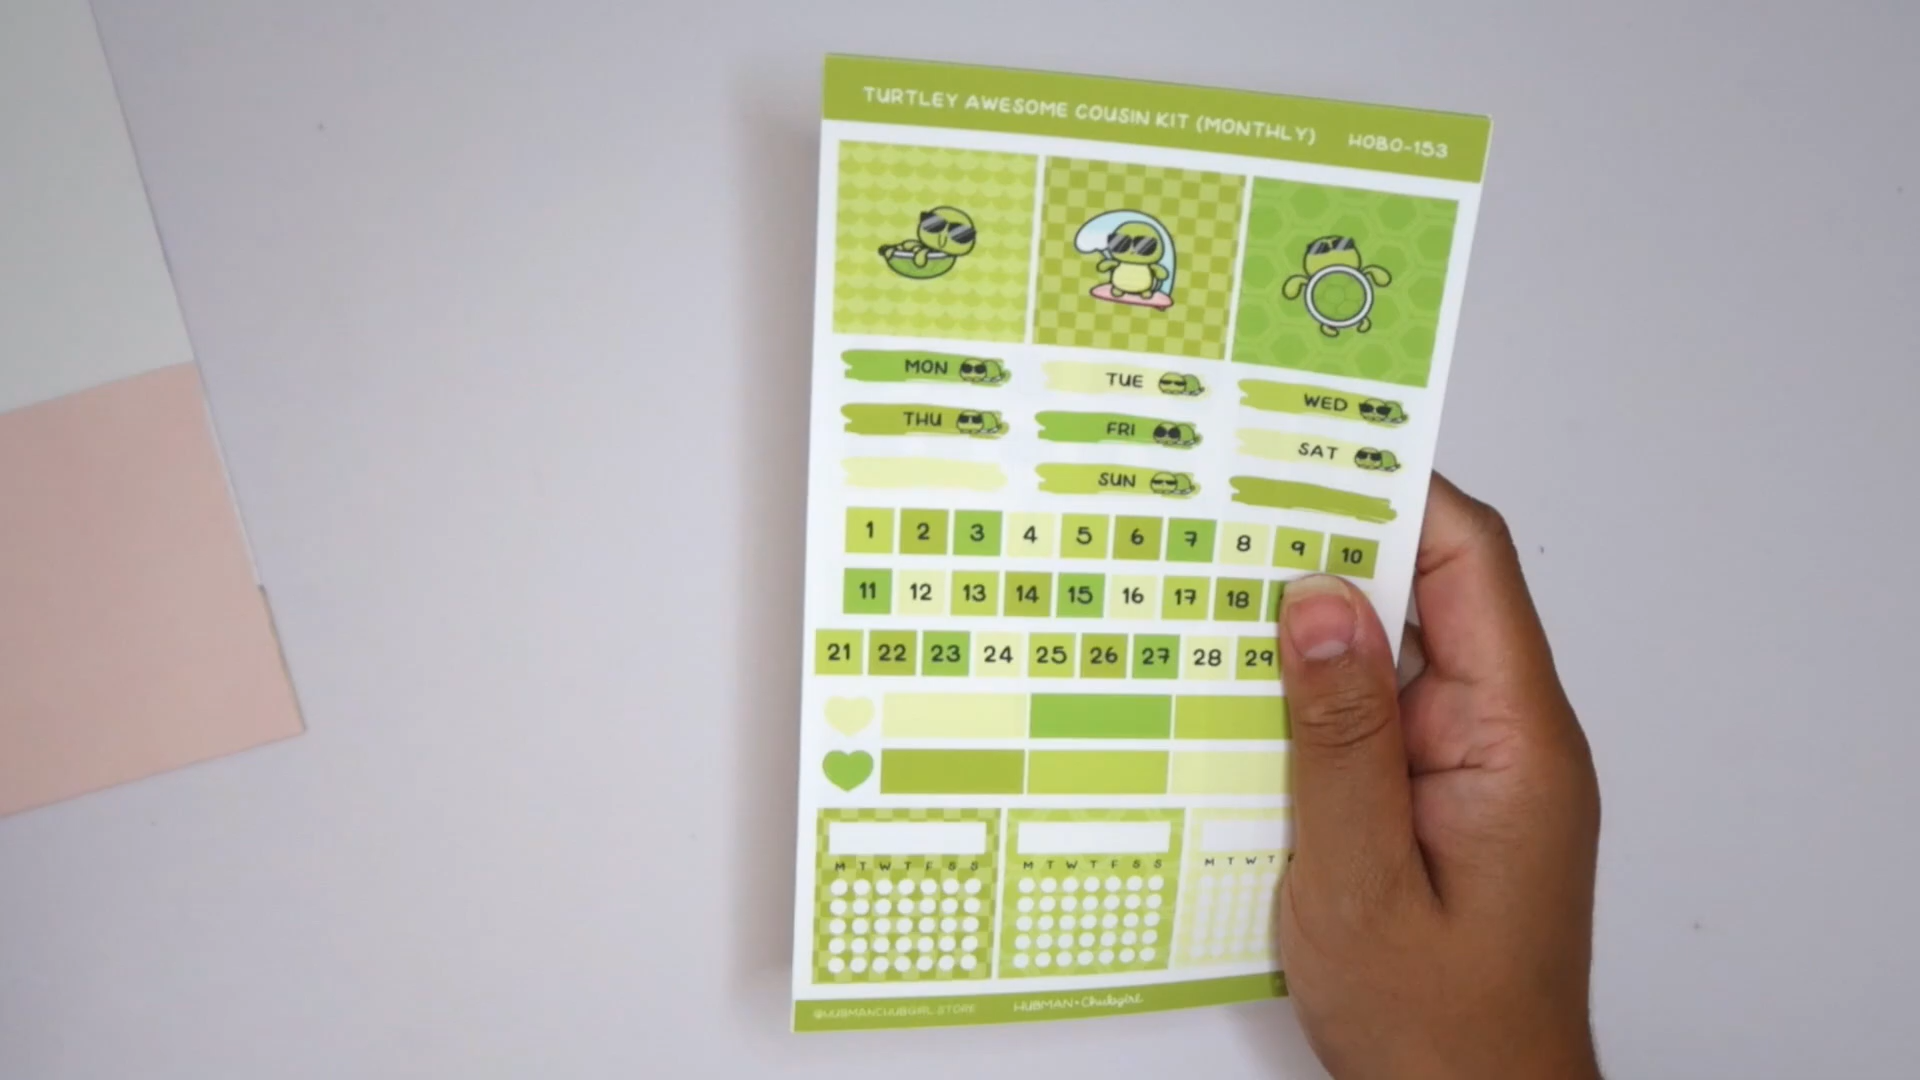 TURTLEY AWESOME COUSIN KIT (MONTHLY) HOBO-153
MON TUE WED
THU FRI SAT
SUN
1 2 3 4 5 6 7 8 9 10
11 12 13 14 15 16 17 18
21 22 23 24 25 26 27 28 29
M T W T F S S M T W T F S S M T W T
@HUBMANCHUBGIRL.STORE HUBMAN+Chubgirl